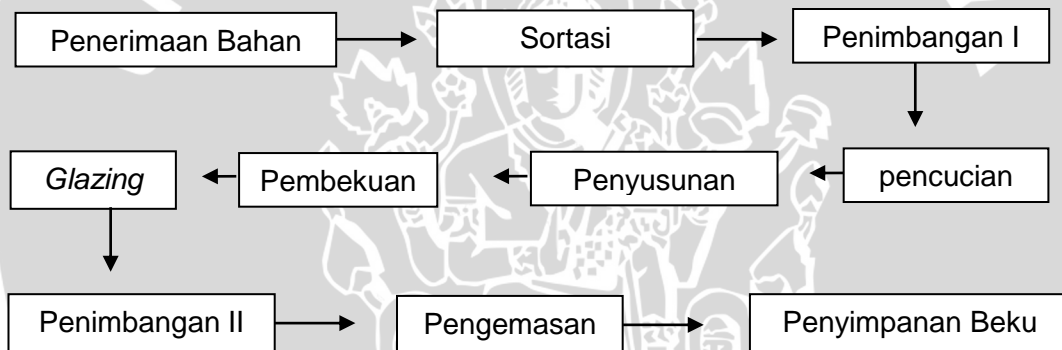 Penerimaan Bahan
Sortasi
Penimbangan I
pencucian
Penyusunan
Pembekuan
Glazing
Penimbangan II
Pengemasan
Penyimpanan Beku